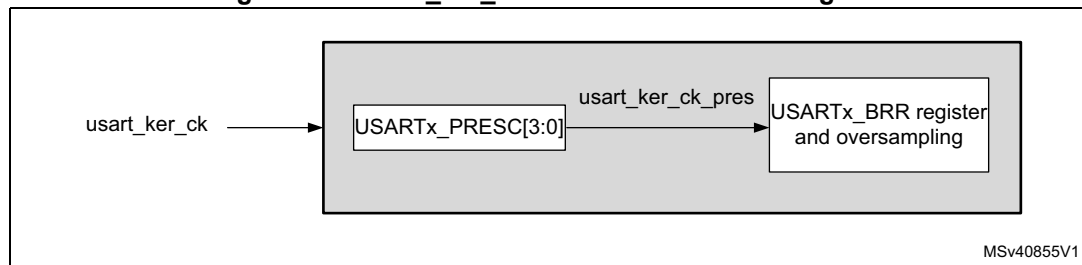 usart_ker_ck
USARTx_PRESC[3:0]
usart_ker_ck_pres
USARTx_BRR register
and oversampling
MSv40855V1